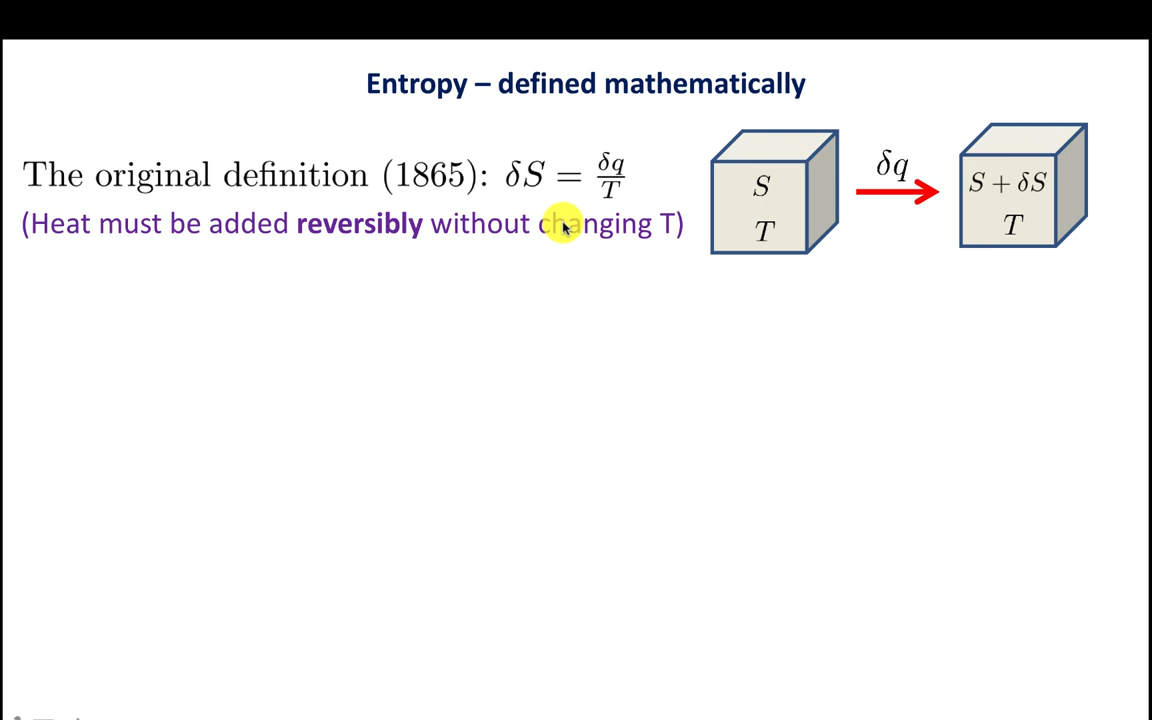 Entropy – defined mathematically
The original definition (1865): δS = δq/T
(Heat must be added reversibly without changing T)
S
T
δq
S + δS
T